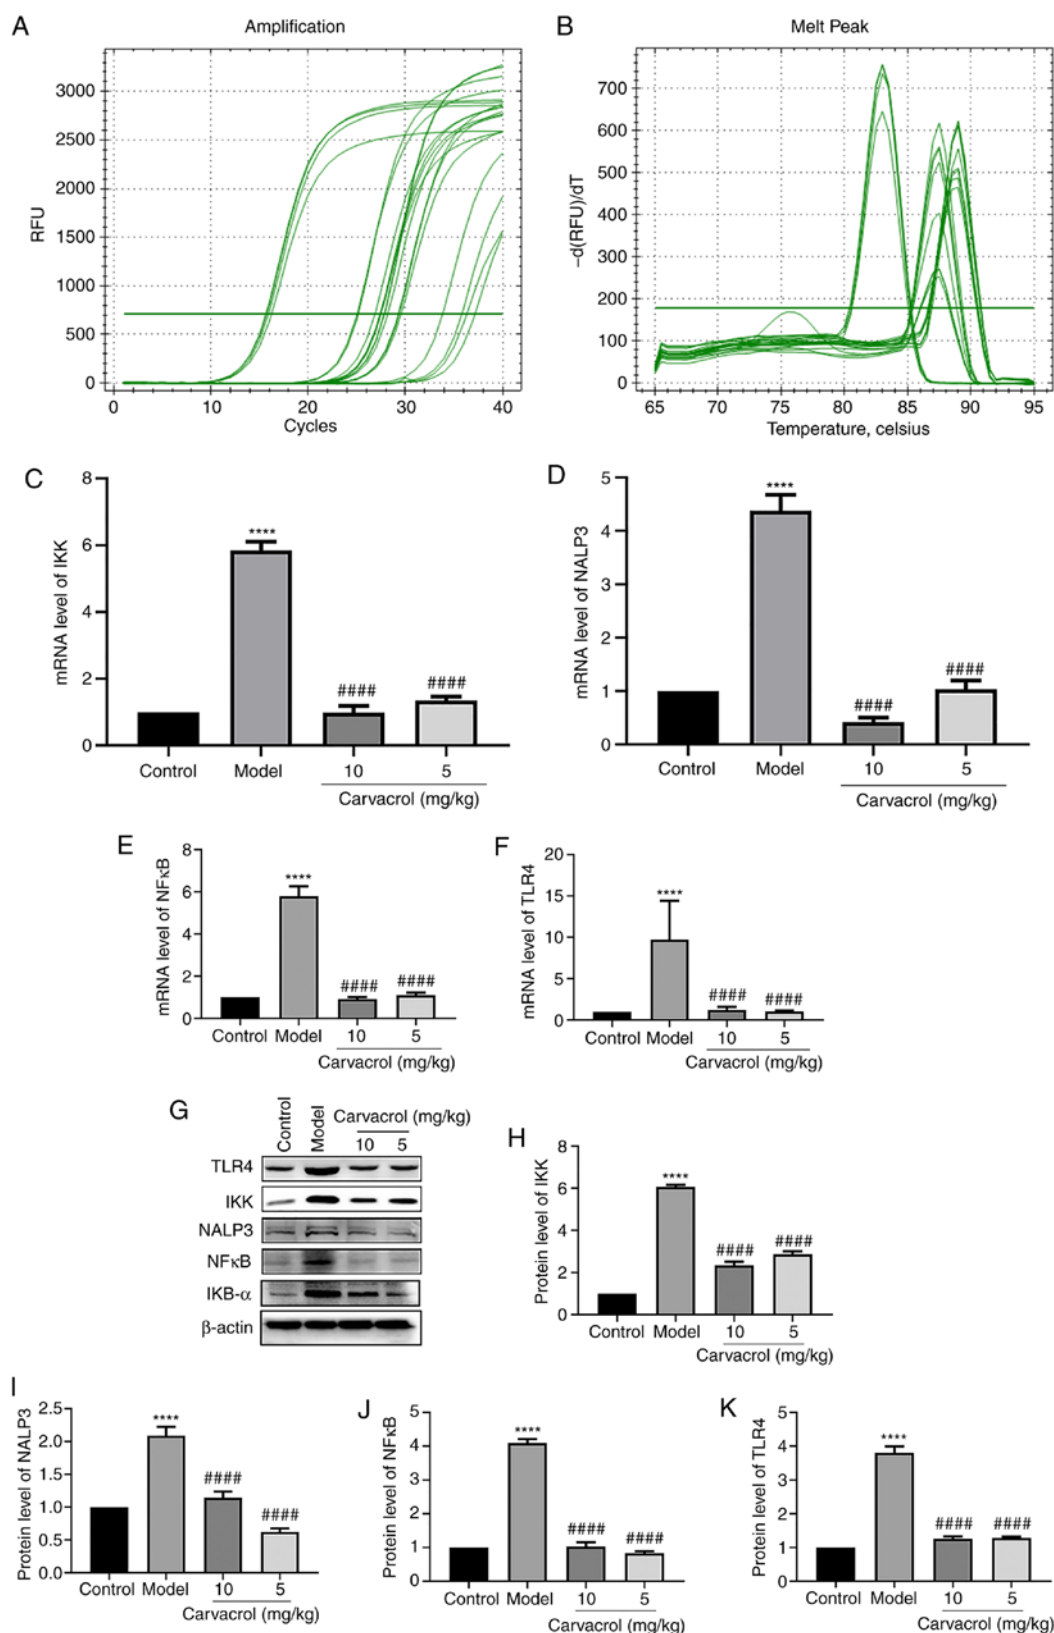 A
Amplification
RFU
3000
2500
2000
1500
1000
500
0
0 10 20 30 40
Cycles
B
Melt Peak
–d(RFU)/dT
700
600
500
400
300
200
100
0
65 70 75 80 85 90 95
Temperature, celsius
C
mRNA level of IKK
8
6
4
2
0
****
#### ####
Control Model 10 5
Carvacrol (mg/kg)
D
mRNA level of NALP3
5
4
3
2
1
0
****
#### ####
Control Model 10 5
Carvacrol (mg/kg)
E
mRNA level of NFκB
8
6
4
2
0
****
#### ####
Control Model 10 5
Carvacrol (mg/kg)
F
mRNA level of TLR4
20
15
10
5
0
****
#### ####
Control Model 10 5
Carvacrol (mg/kg)
G
Control Model
Carvacrol (mg/kg)
10 5
TLR4
IKK
NALP3
NFκB
IKB-α
β-actin
H
Protein level of IKK
8
6
4
2
0
****
#### ####
Control Model 10 5
Carvacrol (mg/kg)
I
Protein level of NALP3
2.5
2.0
1.5
1.0
0.5
0.0
****
#### ####
Control Model 10 5
Carvacrol (mg/kg)
J
Protein level of NFκB
5
4
3
2
1
0
****
#### ####
Control Model 10 5
Carvacrol (mg/kg)
K
Protein level of TLR4
5
4
3
2
1
0
****
#### ####
Control Model 10 5
Carvacrol (mg/kg)